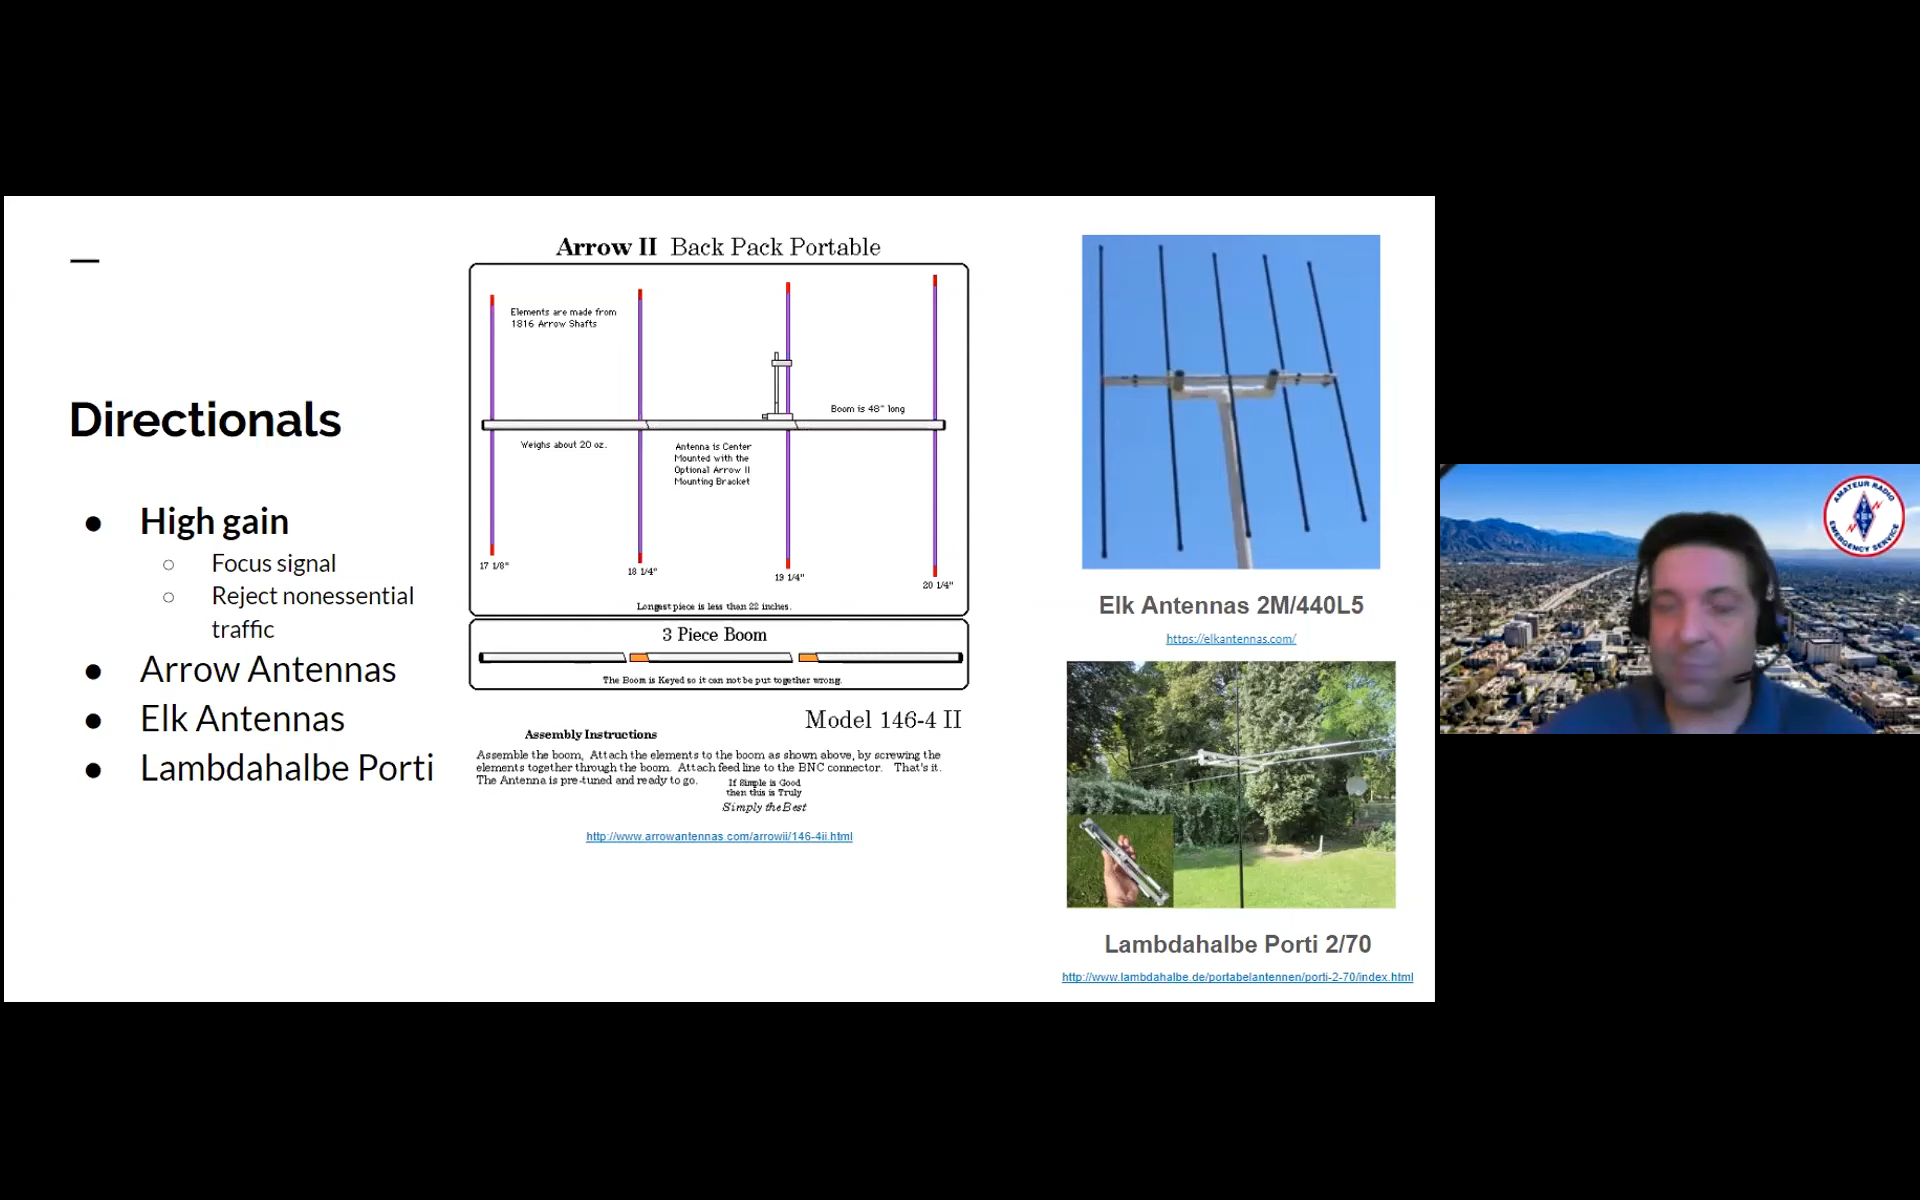 Directionals
● High gain
○ Focus signal
○ Reject nonessential
traffic
● Arrow Antennas
● Elk Antennas
● Lambdahalbe Porti
Arrow II Back Pack Portable
Elements are made from
1816 Arrow Shafts
Boom is 48" long
Weighs about 20 oz.
Antenna is Center
Mounted with the
Optional Arrow II
Mounting Bracket
17 1/8"
18 1/4"
19 1/4"
20 1/4"
Longest piece is less than 22 inches.
3 Piece Boom
The Boom is Keyed so it can not be put together wrong.
Model 146-4 II
Assembly Instructions
Assemble the boom, Attach the elements to the boom as shown above, by screwing the
elements together through the boom. Attach feed line to the BNC connector. That's it.
The Antenna is pre-tuned and ready to go.
If Simple is Good
then this is Truly
Simply the Best
http://www.arrowantennas.com/arrowii/146-4ii.html
Elk Antennas 2M/440L5
https://elkantennas.com/
Lambdahalbe Porti 2/70
http://www.lambdahalbe.de/portabelantennen/porti-2-70/index.html
AMATEUR RADIO
EMERGENCY SERVICE